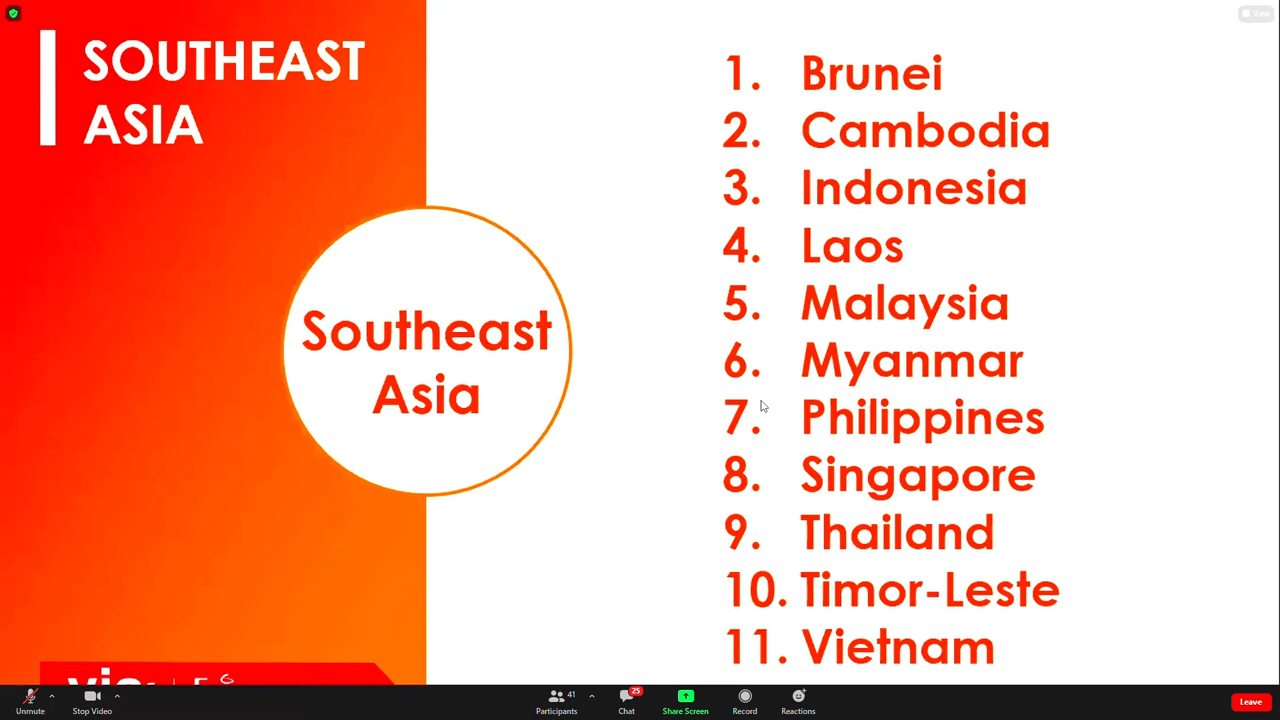 View
SOUTHEAST
ASIA
Southeast
Asia
1. Brunei
2. Cambodia
3. Indonesia
4. Laos
5. Malaysia
6. Myanmar
7. Philippines
8. Singapore
9. Thailand
10. Timor-Leste
11. Vietnam
Unmute
Stop Video
41
Participants
25
Chat
Share Screen
Record
Reactions
Leave